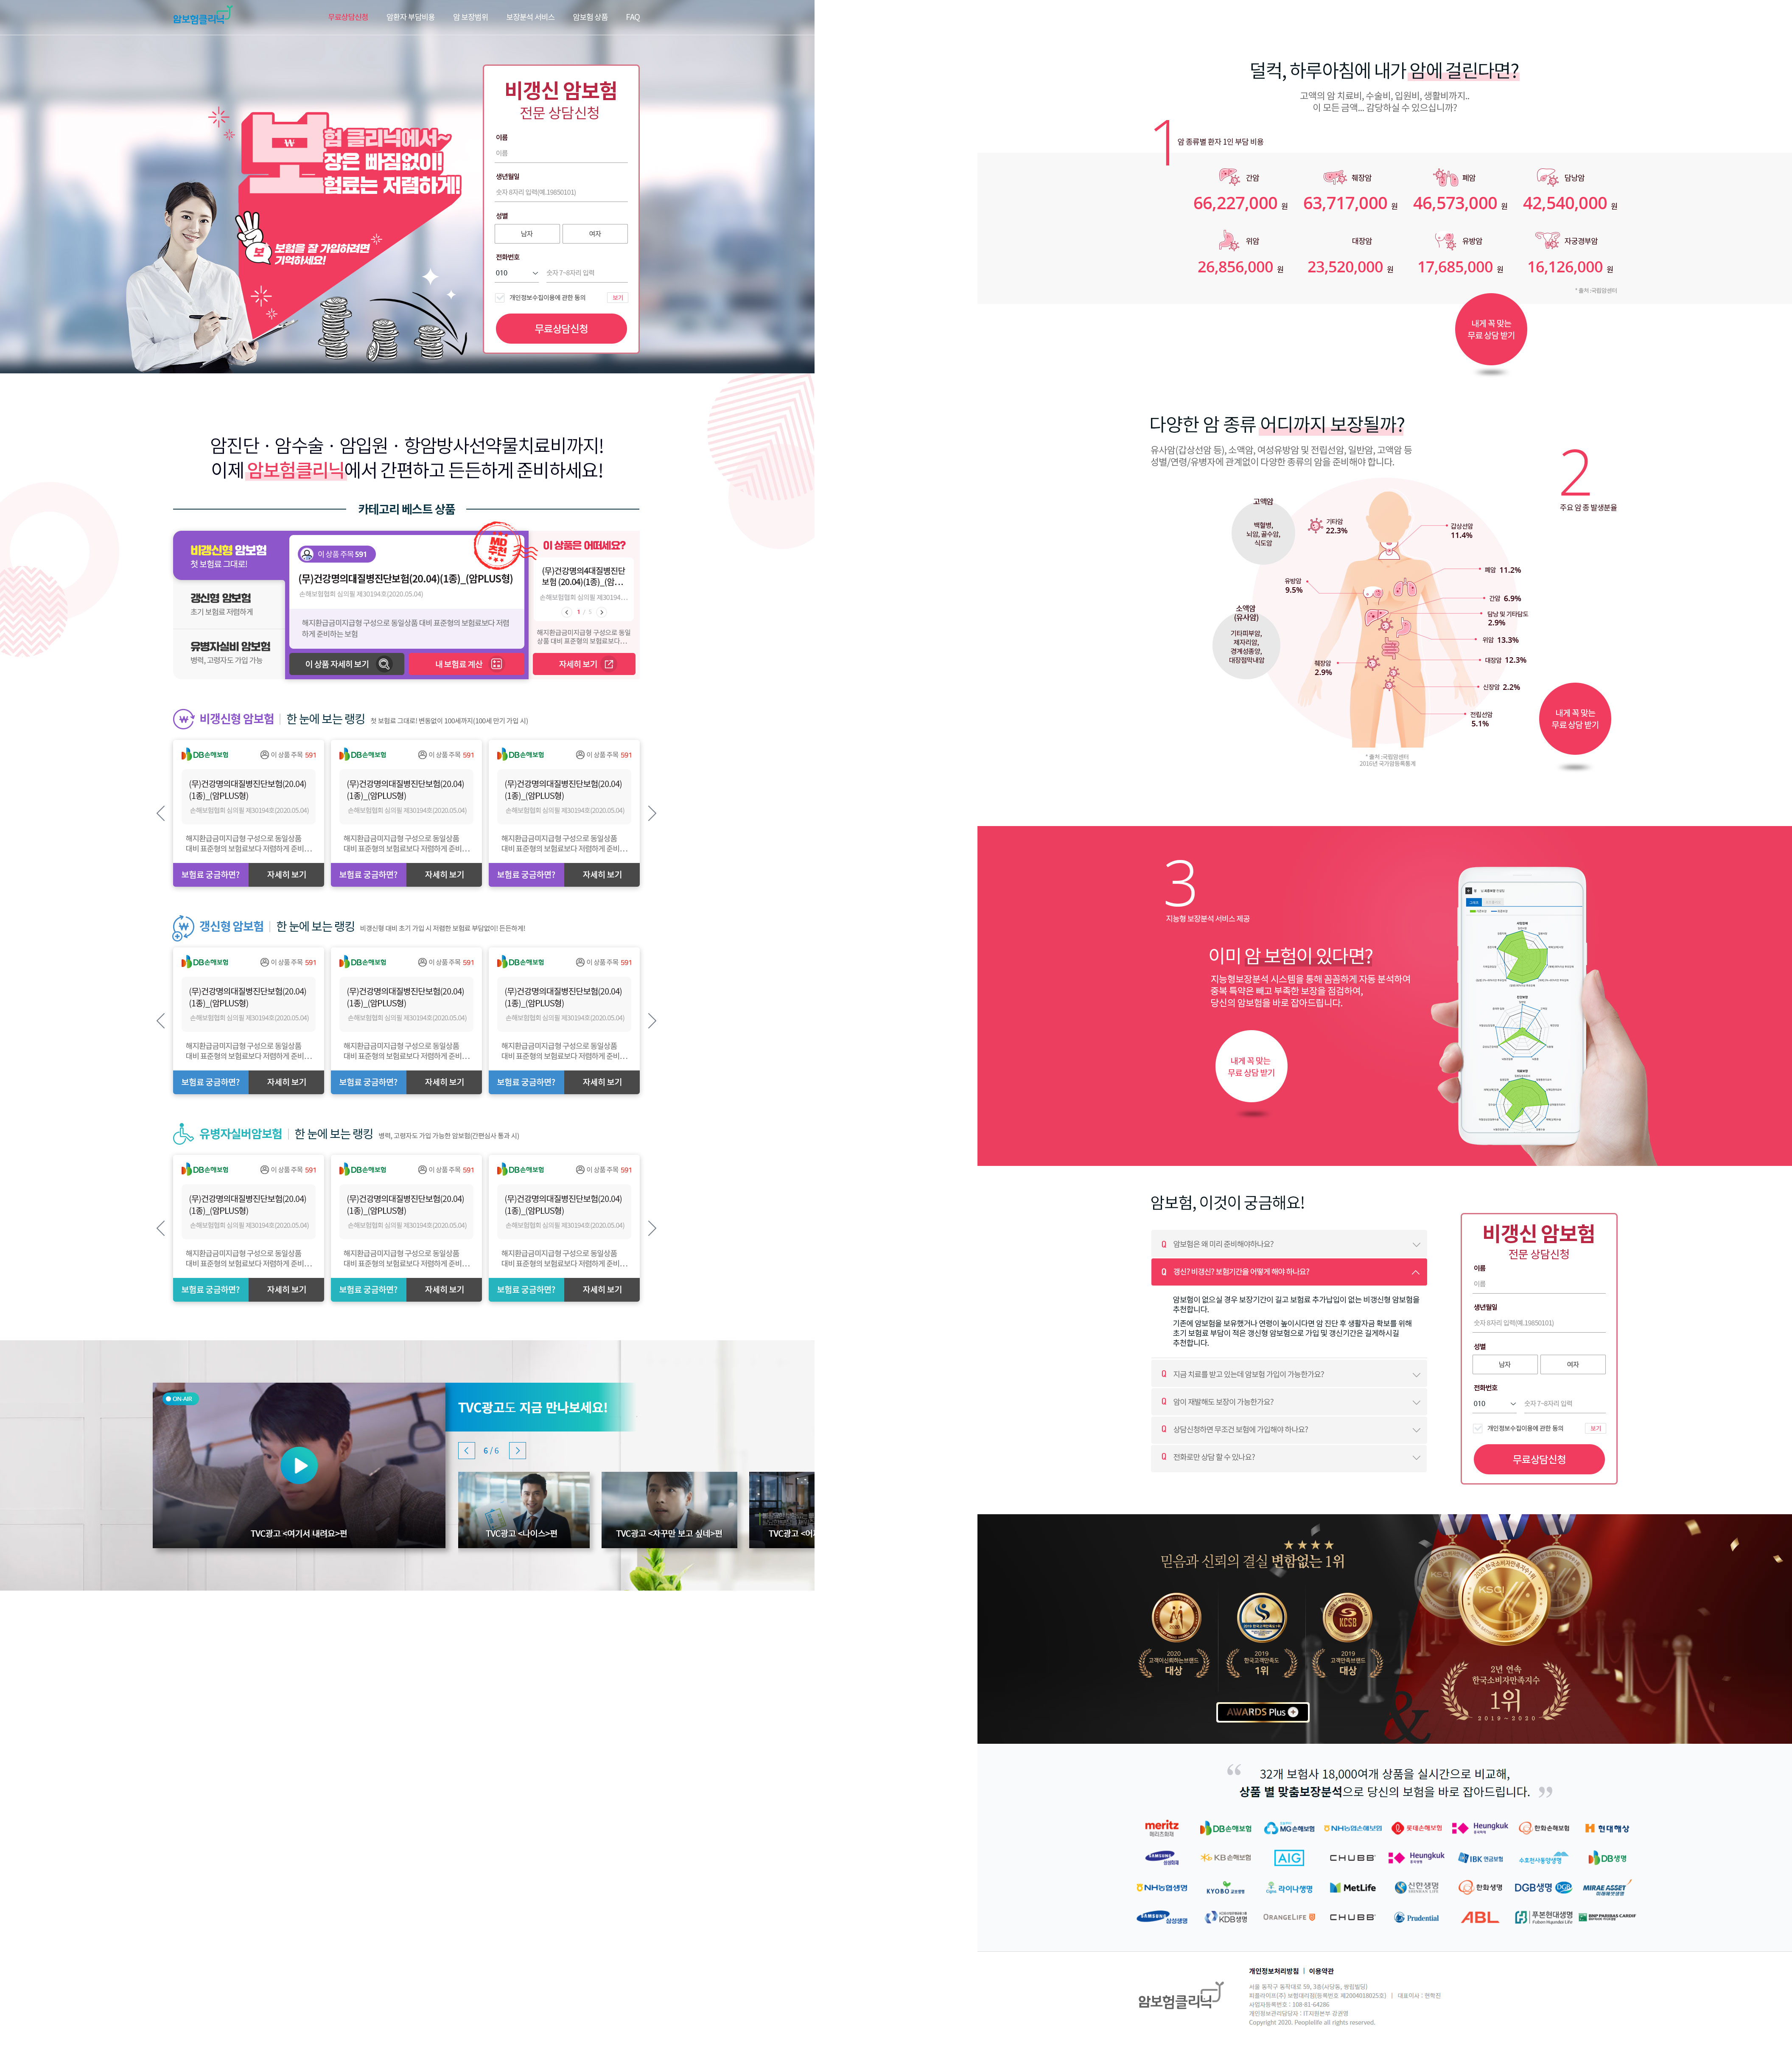 암보험클리닉
무료상담신청
암환자 부담비용
암 보장범위
보장분석 서비스
암보험 상품
FAQ
보험 클리닉에서~
보장은 빠짐없이!
보험료는 저렴하게!
보
보험을 잘 가입하려면
기억하세요!
비갱신 암보험
전문 상담신청
이름
이름
생년월일
숫자 8자리 입력(예.19850101)
성별
남자
여자
전화번호
010
숫자 7~8자리 입력
개인정보수집이용에 관한 동의
보기
무료상담신청
암진단 · 암수술 · 암입원 · 항암방사선약물치료비까지!
이제 암보험클리닉에서 간편하고 든든하게 준비하세요!
카테고리 베스트 상품
비갱신형 암보험
첫 보험료 그대로!
갱신형 암보험
초기 보험료 저렴하게
유병자실비 암보험
병력, 고령자도 가입 가능
이 상품 주목 591
MD
추천
(무)건강명의대질병진단보험(20.04)(1종)_(암PLUS형)
손해보험협회 심의필 제30194호(2020.05.04)
해지환급금미지급형 구성으로 동일상품 대비 표준형의 보험료보다 저렴
하게 준비하는 보험
이 상품 자세히 보기
내 보험료 계산
이 상품은 어떠세요?
(무)건강명의4대질병진단
보험 (20.04)(1종)_(암…
손해보험협회 심의필 제30194…
1 / 5
해지환급금미지급형 구성으로 동일
상품 대비 표준형의 보험료보다…
자세히 보기
비갱신형 암보험 | 한 눈에 보는 랭킹 첫 보험료 그대로! 변동없이 100세까지(100세 만기 가입 시)
DB손해보험 이 상품 주목 591
(무)건강명의대질병진단보험(20.04)
(1종)_(암PLUS형)
손해보험협회 심의필 제30194호(2020.05.04)
해지환급금미지급형 구성으로 동일상품
대비 표준형의 보험료보다 저렴하게 준비…
보험료 궁금하면? 자세히 보기
DB손해보험 이 상품 주목 591
(무)건강명의대질병진단보험(20.04)
(1종)_(암PLUS형)
손해보험협회 심의필 제30194호(2020.05.04)
해지환급금미지급형 구성으로 동일상품
대비 표준형의 보험료보다 저렴하게 준비…
보험료 궁금하면? 자세히 보기
DB손해보험 이 상품 주목 591
(무)건강명의대질병진단보험(20.04)
(1종)_(암PLUS형)
손해보험협회 심의필 제30194호(2020.05.04)
해지환급금미지급형 구성으로 동일상품
대비 표준형의 보험료보다 저렴하게 준비…
보험료 궁금하면? 자세히 보기
갱신형 암보험 | 한 눈에 보는 랭킹 비갱신형 대비 초기 가입 시 저렴한 보험료 부담없이! 든든하게!
DB손해보험 이 상품 주목 591
(무)건강명의대질병진단보험(20.04)
(1종)_(암PLUS형)
손해보험협회 심의필 제30194호(2020.05.04)
해지환급금미지급형 구성으로 동일상품
대비 표준형의 보험료보다 저렴하게 준비…
보험료 궁금하면? 자세히 보기
DB손해보험 이 상품 주목 591
(무)건강명의대질병진단보험(20.04)
(1종)_(암PLUS형)
손해보험협회 심의필 제30194호(2020.05.04)
해지환급금미지급형 구성으로 동일상품
대비 표준형의 보험료보다 저렴하게 준비…
보험료 궁금하면? 자세히 보기
DB손해보험 이 상품 주목 591
(무)건강명의대질병진단보험(20.04)
(1종)_(암PLUS형)
손해보험협회 심의필 제30194호(2020.05.04)
해지환급금미지급형 구성으로 동일상품
대비 표준형의 보험료보다 저렴하게 준비…
보험료 궁금하면? 자세히 보기
유병자실버암보험 | 한 눈에 보는 랭킹 병력, 고령자도 가입 가능한 암보험(간편심사 통과 시)
DB손해보험 이 상품 주목 591
(무)건강명의대질병진단보험(20.04)
(1종)_(암PLUS형)
손해보험협회 심의필 제30194호(2020.05.04)
해지환급금미지급형 구성으로 동일상품
대비 표준형의 보험료보다 저렴하게 준비…
보험료 궁금하면? 자세히 보기
DB손해보험 이 상품 주목 591
(무)건강명의대질병진단보험(20.04)
(1종)_(암PLUS형)
손해보험협회 심의필 제30194호(2020.05.04)
해지환급금미지급형 구성으로 동일상품
대비 표준형의 보험료보다 저렴하게 준비…
보험료 궁금하면? 자세히 보기
DB손해보험 이 상품 주목 591
(무)건강명의대질병진단보험(20.04)
(1종)_(암PLUS형)
손해보험협회 심의필 제30194호(2020.05.04)
해지환급금미지급형 구성으로 동일상품
대비 표준형의 보험료보다 저렴하게 준비…
보험료 궁금하면? 자세히 보기
ON-AIR
TVC광고 <여기서 내려요>편
TVC광고도 지금 만나보세요!
6 / 6
TVC광고 <나이스>편
TVC광고 <자꾸만 보고 싶네>편
TVC광고 <어
덜컥, 하루아침에 내가 암에 걸린다면?
고액의 암 치료비, 수술비, 입원비, 생활비까지..
이 모든 금액... 감당하실 수 있으십니까?
1
암 종류별 환자 1인 부담 비용
간암
66,227,000 원
췌장암
63,717,000 원
폐암
46,573,000 원
담낭암
42,540,000 원
위암
26,856,000 원
대장암
23,520,000 원
유방암
17,685,000 원
자궁경부암
16,126,000 원
* 출처 :국립암센터
내게 꼭 맞는
무료 상담 받기
다양한 암 종류 어디까지 보장될까?
유사암(갑상선암 등), 소액암, 여성유방암 및 전립선암, 일반암, 고액암 등
성별/연령/유병자에 관계없이 다양한 종류의 암을 준비해야 합니다.
2
주요 암 종 발생분율
고액암
백혈병,
뇌암, 골수암,
식도암
기타암
22.3%
갑상선암
11.4%
유방암
9.5%
폐암 11.2%
간암 6.9%
담낭 및 기타담도
2.9%
소액암
(유사암)
기타피부암,
제자리암,
경계성종양,
대장점막내암
위암 13.3%
대장암 12.3%
췌장암
2.9%
신장암 2.2%
전립선암
5.1%
* 출처 :국립암센터
2016년 국가암등록통계
내게 꼭 맞는
무료 상담 받기
3
지능형 보장분석 서비스 제공
이미 암 보험이 있다면?
지능형보장분석 시스템을 통해 꼼꼼하게 자동 분석하여
중복 특약은 빼고 부족한 보장을 점검하여,
당신의 암보험을 바로 잡아드립니다.
내게 꼭 맞는
무료 상담 받기
암보험, 이것이 궁금해요!
Q 암보험은 왜 미리 준비해야하나요?
Q 갱신? 비갱신? 보험기간을 어떻게 해야 하나요?
암보험이 없으실 경우 보장기간이 길고 보험료 추가납입이 없는 비갱신형 암보험을
추천합니다.
기존에 암보험을 보유했거나 연령이 높이시다면 암 진단 후 생활자금 확보를 위해
초기 보험료 부담이 적은 갱신형 암보험으로 가입 및 갱신기간은 길게하시길
추천합니다.
Q 지금 치료를 받고 있는데 암보험 가입이 가능한가요?
Q 암이 재발해도 보장이 가능한가요?
Q 상담신청하면 무조건 보험에 가입해야 하나요?
Q 전화로만 상담 할 수 있나요?
비갱신 암보험
전문 상담신청
이름
이름
생년월일
숫자 8자리 입력(예.19850101)
성별
남자
여자
전화번호
010
숫자 7~8자리 입력
개인정보수집이용에 관한 동의
보기
무료상담신청
믿음과 신뢰의 결실 변함없는 1위
2020
고객이신뢰하는브랜드
대상
2019
한국고객만족도
1위
KCSB
2019
고객만족브랜드
대상
AWARDS Plus
&
KSCI
2년 연속
한국소비자만족지수
1위
2019~2020
32개 보험사 18,000여개 상품을 실시간으로 비교해,
상품 별 맞춤보장분석으로 당신의 보험을 바로 잡아드립니다.
meritz 메리츠화재
DB손해보험
MG손해보험
NH농협손해보험
롯데손해보험
Heungkuk 흥국화재
한화손해보험
현대해상
SAMSUNG 삼성화재
KB손해보험
AIG
CHUBB
Heungkuk 흥국생명
IBK연금보험
수호천사동양생명
DB생명
NH농협생명
KYOBO 교보생명
Cigna 라이나생명
MetLife
신한생명 SHINHAN LIFE
한화생명
DGB생명 DGB
MIRAE ASSET 미래에셋생명
SAMSUNG 삼성생명
KDB생명
ORANGELIFE
CHUBB
Prudential
ABL
푸본현대생명 Fubon Hyundai Life
BNP PARIBAS CARDIF
암보험클리닉
개인정보처리방침 | 이용약관
서울 동작구 동작대로 59, 3층(사당동, 쌍립빌딩)
피플라이프(주) 보험대리점(등록번호 제2004018025호) | 대표이사 : 현학진
사업자등록번호 : 108-81-64286
개인정보관리담당자 : IT지원본부 강권영
Copyright 2020. Peoplelife all rights reserved.